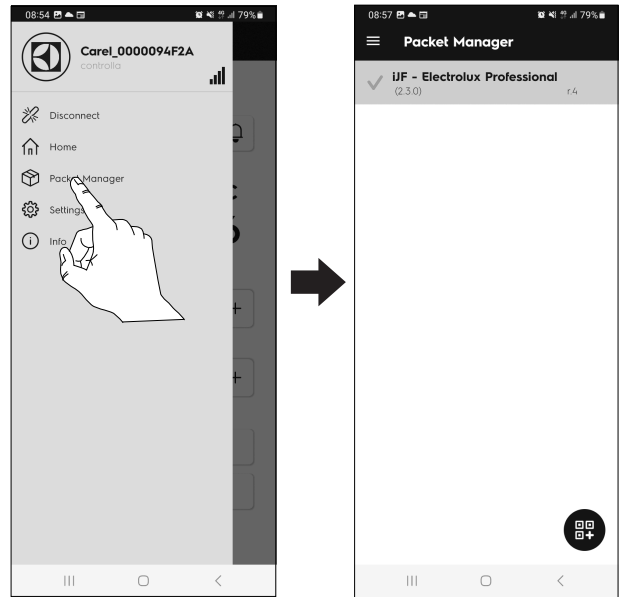 08:54 79%
Carel_0000094F2A
controlla
Disconnect
Home
Packet Manager
Settings
Info
08:57 79%
Packet Manager
iJF - Electrolux Professional
(2.3.0) r.4